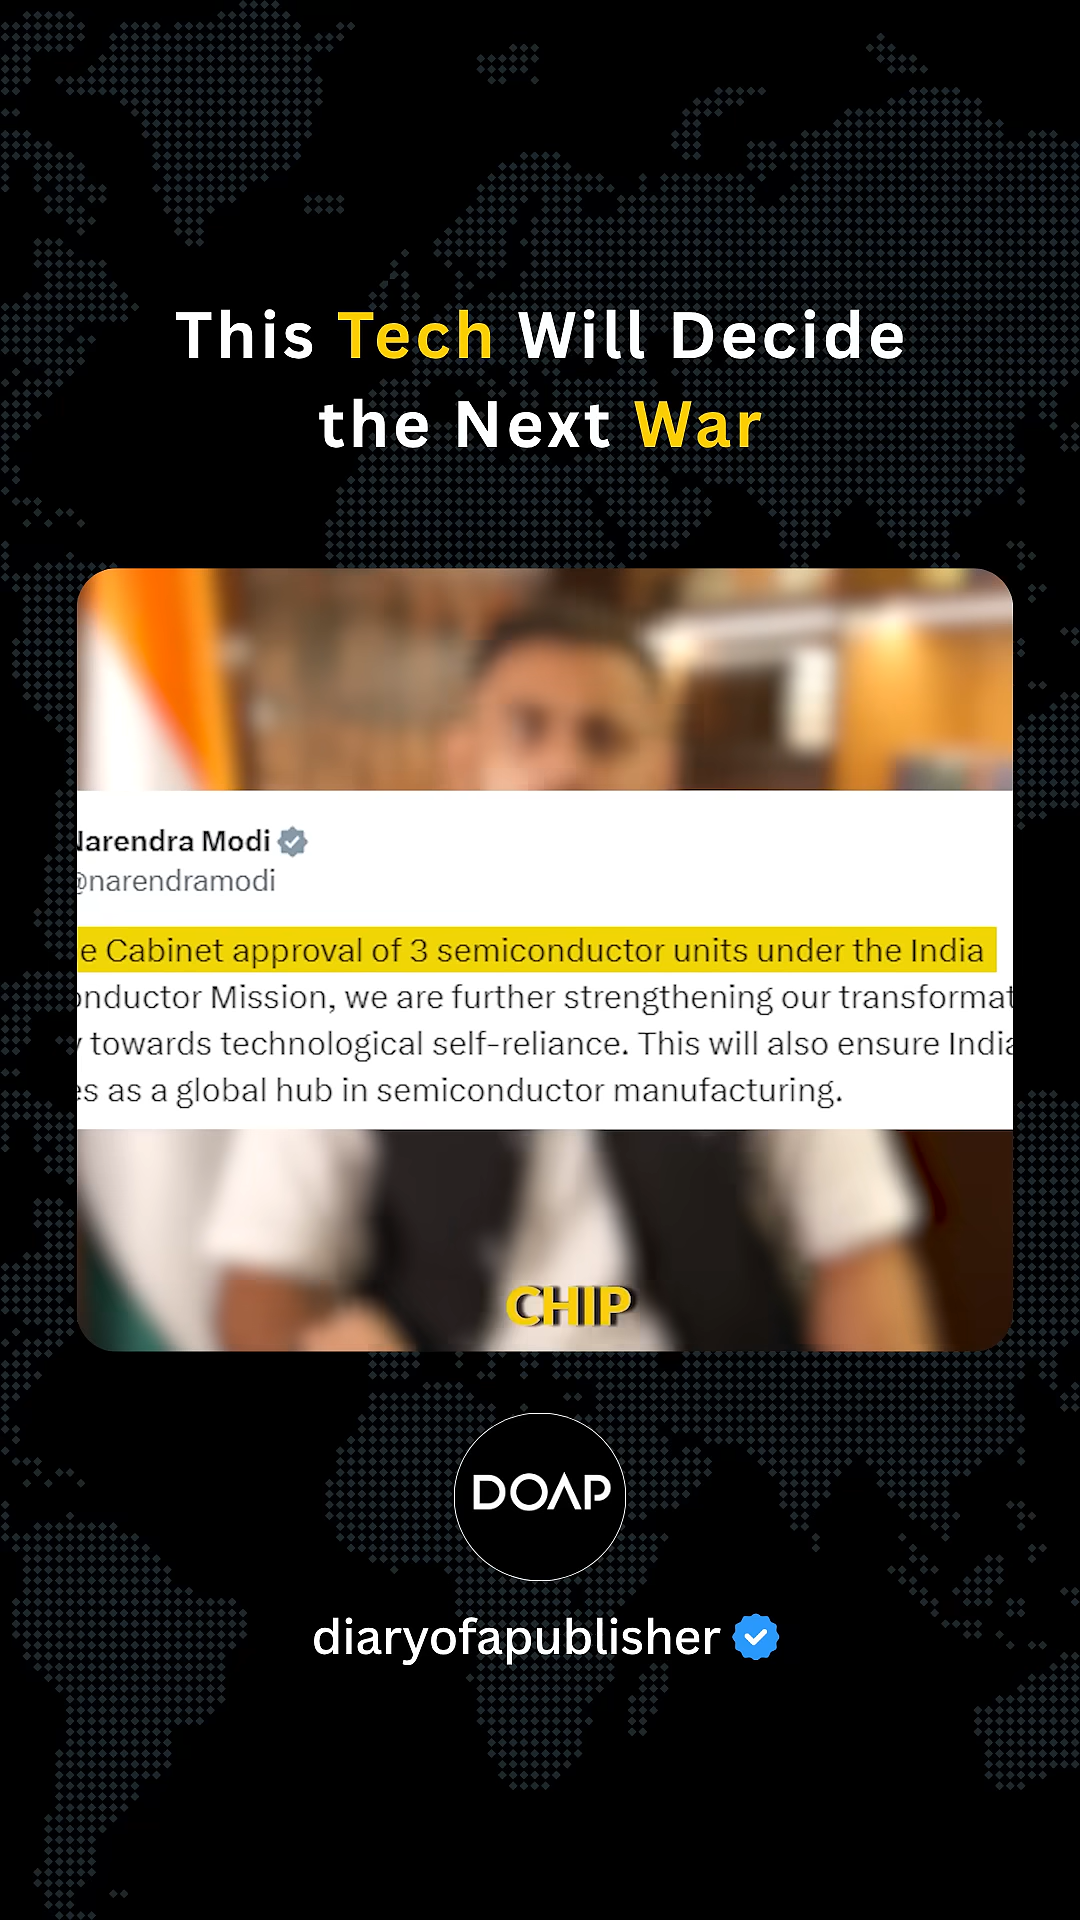 This Tech Will Decide
the Next War
Narendra Modi
@narendramodi
e Cabinet approval of 3 semiconductor units under the India
onductor Mission, we are further strengthening our transformat
y towards technological self-reliance. This will also ensure India
es as a global hub in semiconductor manufacturing.
CHIP
DOAP
diaryofapublisher